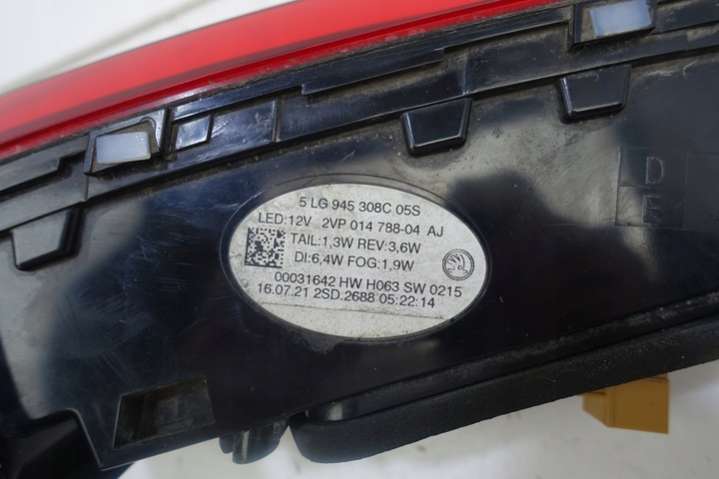 5 LG 945 308C 05S
LED:12V 2VP 014 788-04 AJ
TAIL:1,3W REV:3,6W
DI:6,4W FOG:1,9W
00031642 HW H063 SW 0215
16.07.21 2SD.2688 05:22:14
D